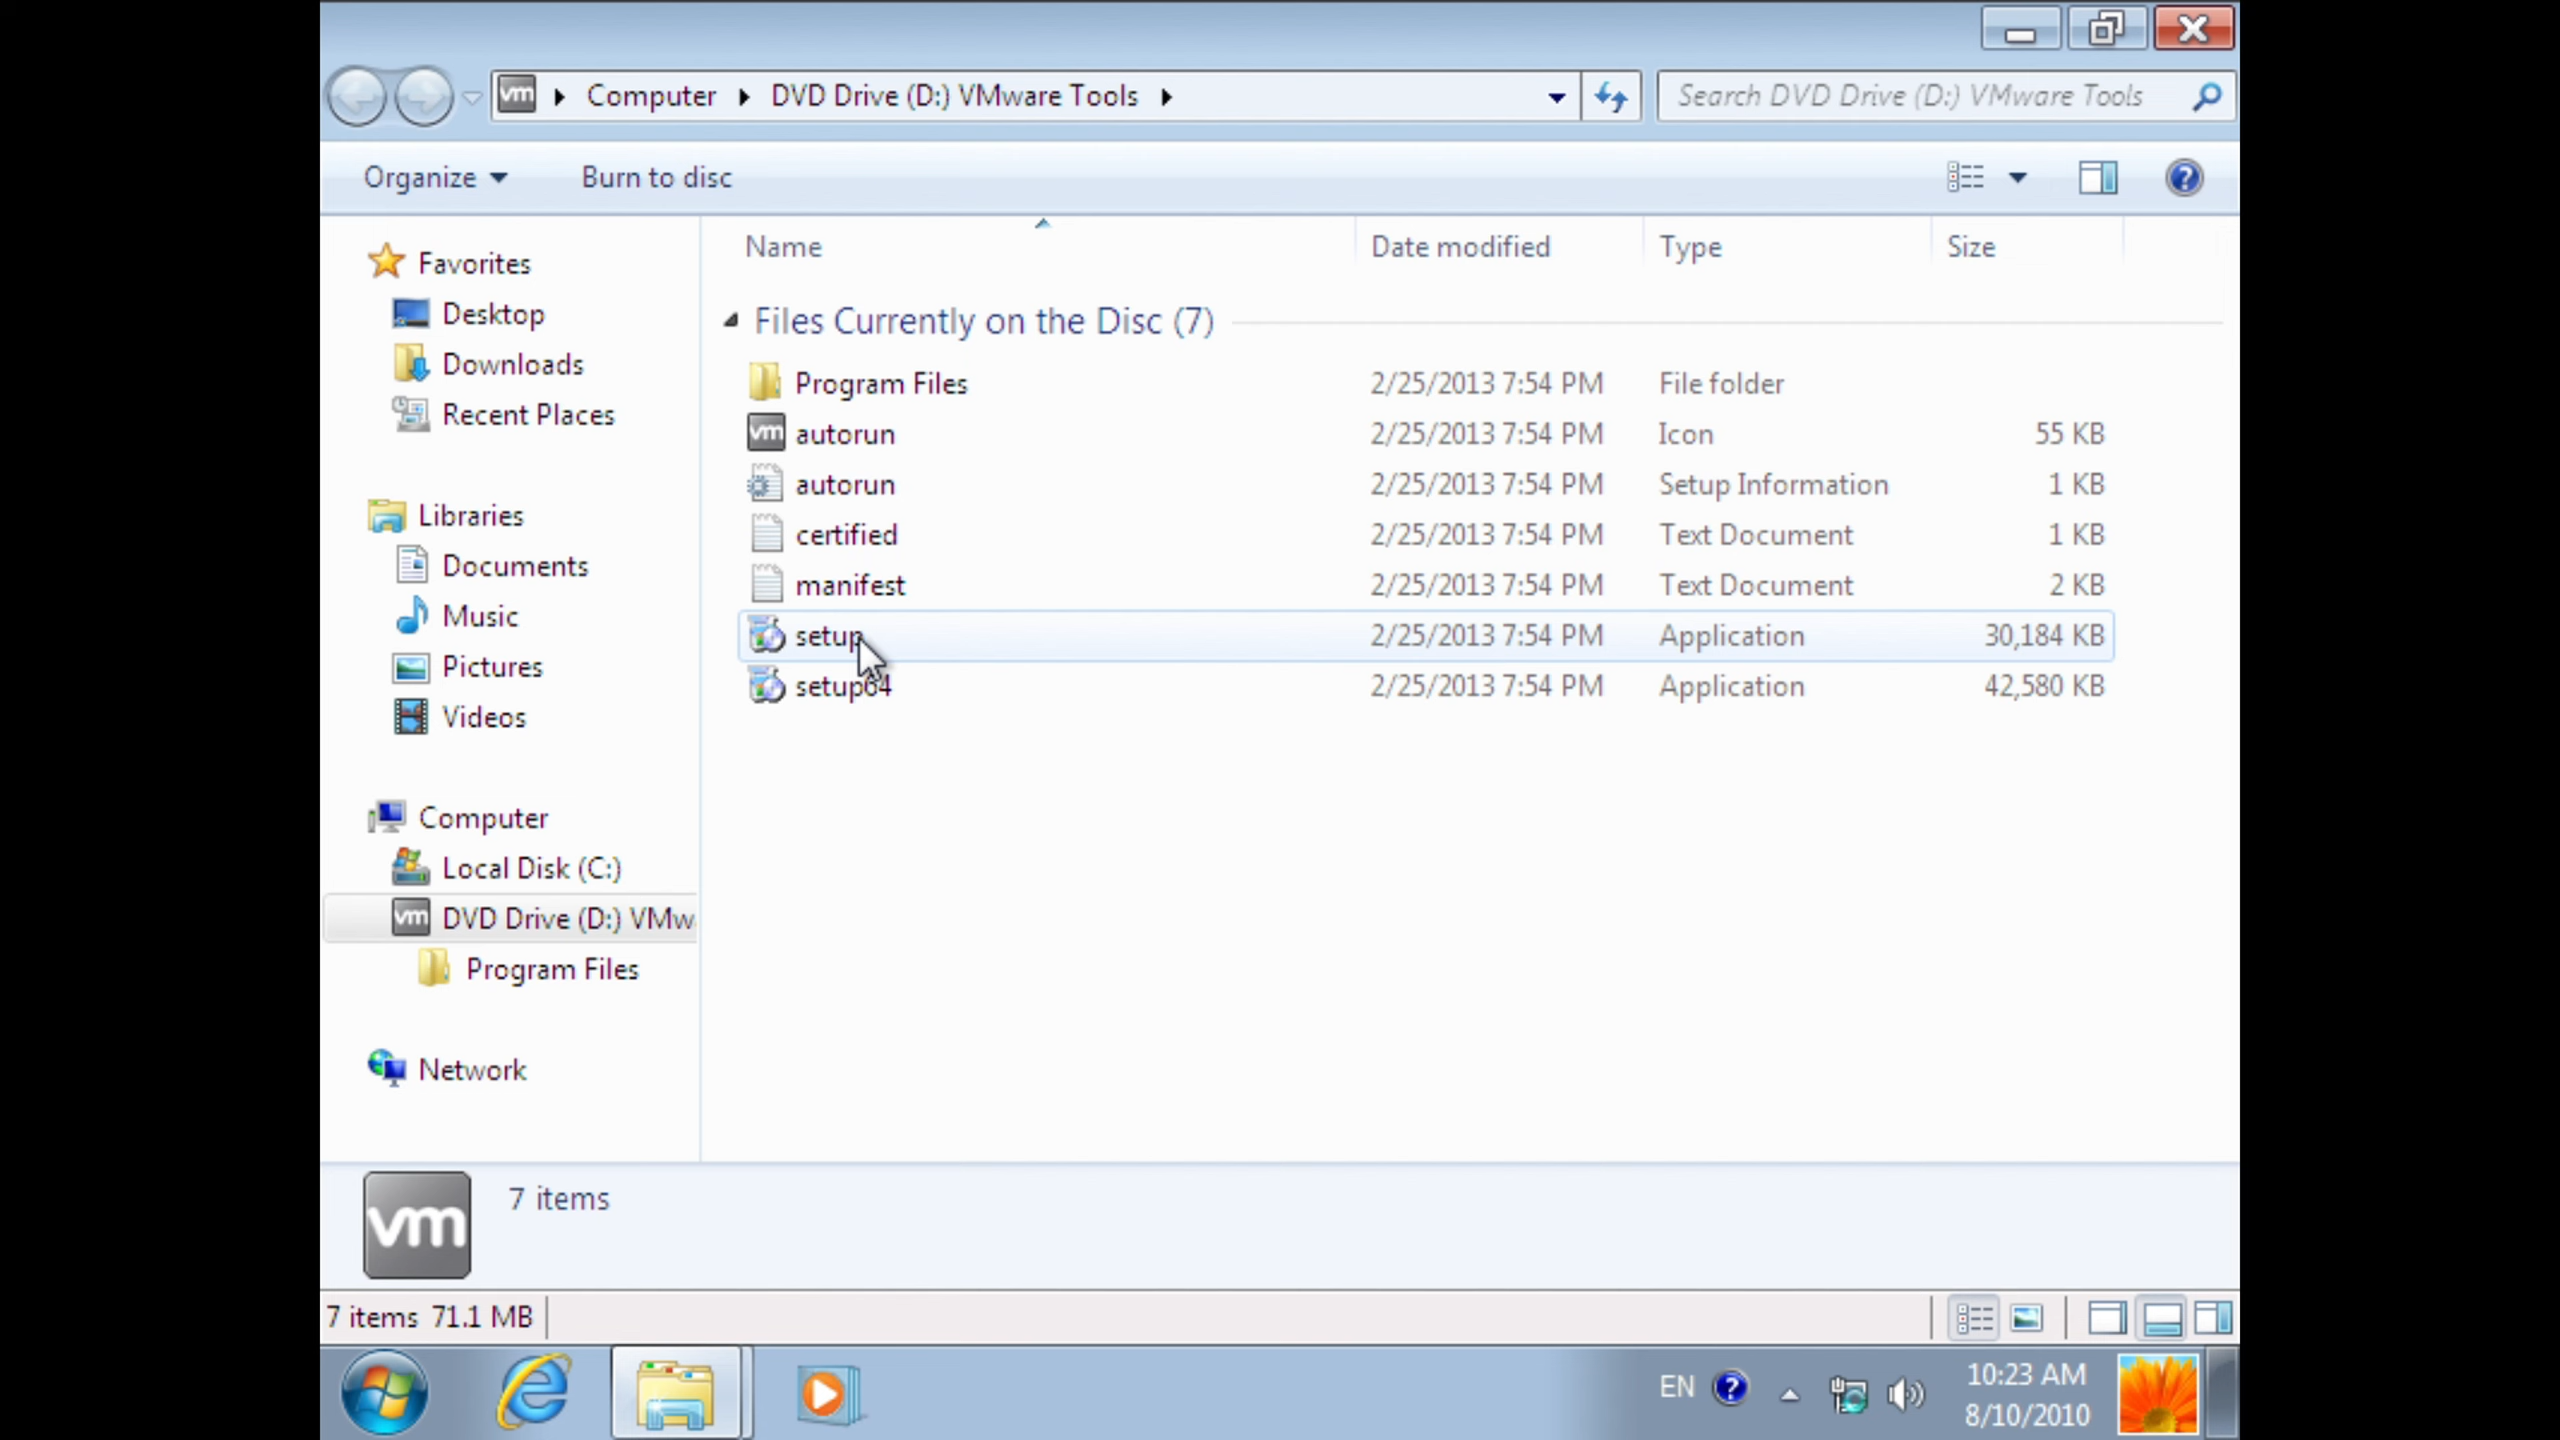 vm Computer DVD Drive (D:) VMware Tools Search DVD Drive (D:) VMware Tools
Organize Burn to disc
Name Date modified Type Size
Favorites
Desktop
Downloads
Recent Places
Libraries
Documents
Music
Pictures
Videos
Computer
Local Disk (C:)
vm DVD Drive (D:) VMw
Program Files
Network
Files Currently on the Disc (7)
Program Files 2/25/2013 7:54 PM File folder
vm autorun 2/25/2013 7:54 PM Icon 55 KB
autorun 2/25/2013 7:54 PM Setup Information 1 KB
certified 2/25/2013 7:54 PM Text Document 1 KB
manifest 2/25/2013 7:54 PM Text Document 2 KB
setup 2/25/2013 7:54 PM Application 30,184 KB
setup64 2/25/2013 7:54 PM Application 42,580 KB
vm 7 items
7 items 71.1 MB
EN 10:23 AM
8/10/2010